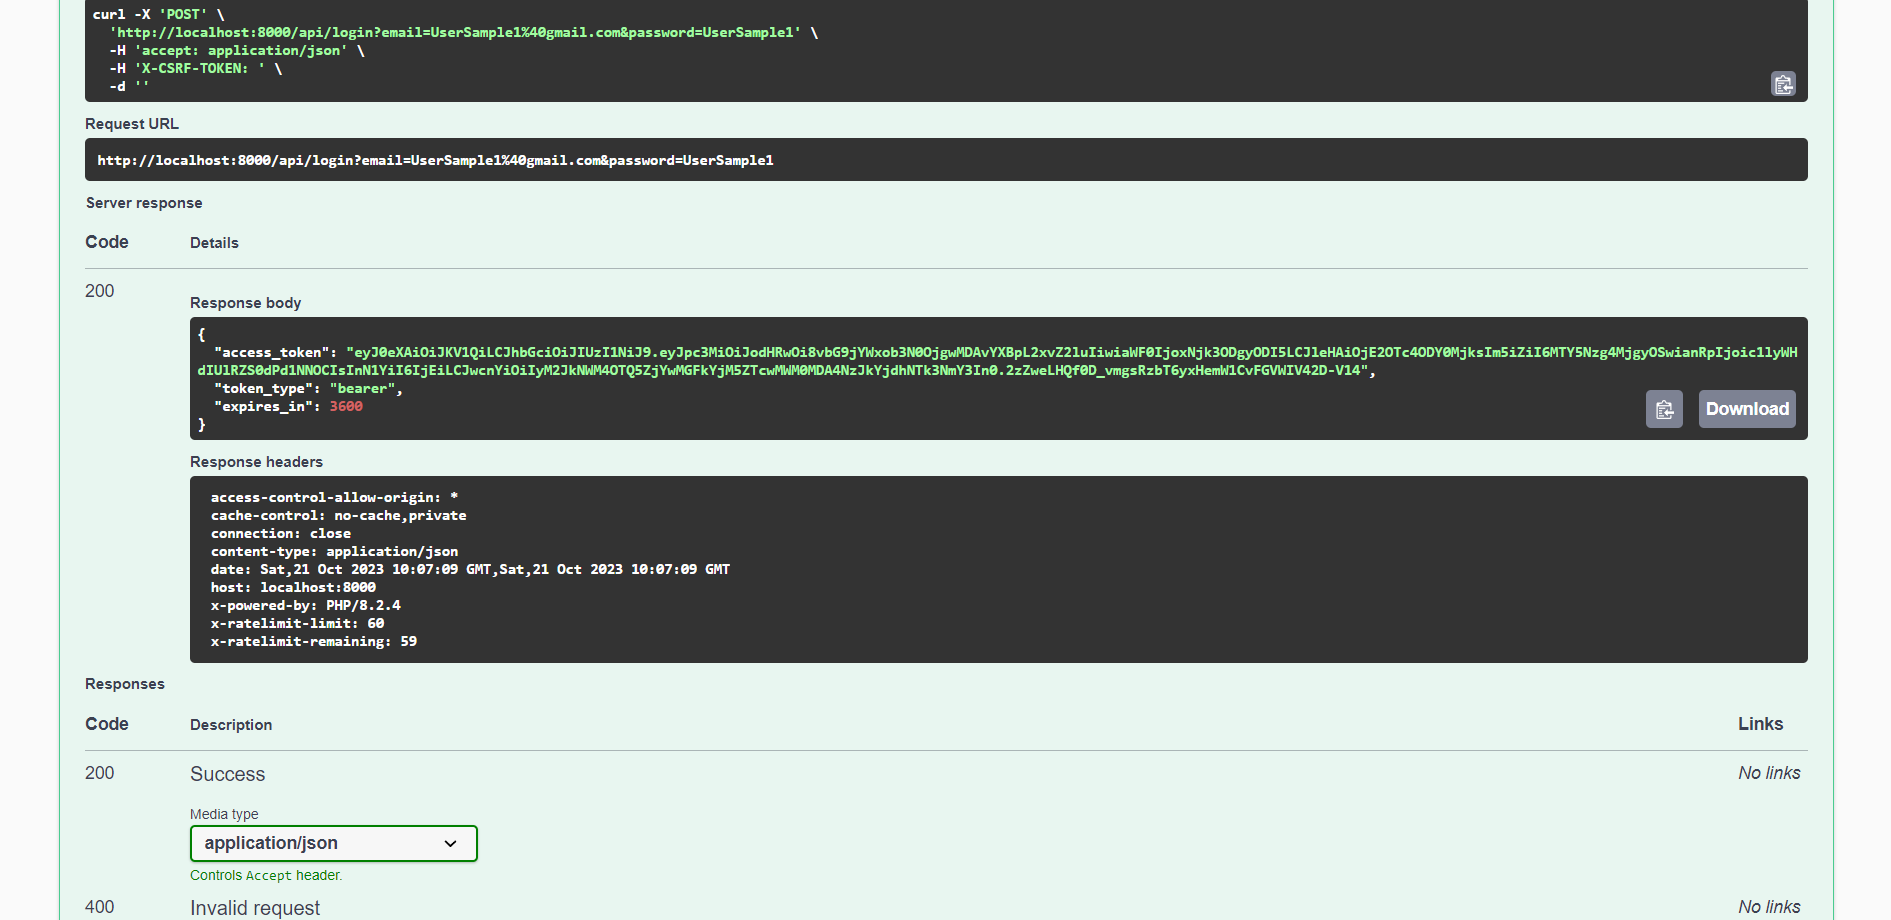 curl -X 'POST' \
'http://localhost:8000/api/login?email=UserSample1%40gmail.com&password=UserSample1' \
-H 'accept: application/json' \
-H 'X-CSRF-TOKEN: ' \
-d ''
Request URL
http://localhost:8000/api/login?email=UserSample1%40gmail.com&password=UserSample1
Server response
Code Details
200
Response body
{
"access_token": "eyJ0eXAiOiJKV1QiLCJhbGciOiJIUzI1NiJ9.eyJpc3MiOiJodHRwOi8vbG9jYWxob3N0OjgwMDAvYXBpL2xvZ2luIiwiaWF0IjoxNjk3ODgyODI5LCJleHAiOjE2OTc4ODY0MjksIm5iZiI6MTY5Nzg4MjgyOSwianRpIjoic1lyWH
dIU1RZS0dPd1NNOCIsInN1YiI6IjEiLCJwcnYiOiIyM2JkNWM4OTQ5ZjYwMGFkYjM5ZTcwMWM0MDA4NzJkYjdhNTk3NmY3In0.2zZweLHQf0D_vmgsRzbT6yxHemW1CvFGVWIV42D-V14",
"token_type": "bearer",
"expires_in": 3600
}
Download
Response headers
access-control-allow-origin: *
cache-control: no-cache,private
connection: close
content-type: application/json
date: Sat,21 Oct 2023 10:07:09 GMT,Sat,21 Oct 2023 10:07:09 GMT
host: localhost:8000
x-powered-by: PHP/8.2.4
x-ratelimit-limit: 60
x-ratelimit-remaining: 59
Responses
Code Description Links
200 Success No links
Media type
application/json
Controls Accept header.
400 Invalid request No links